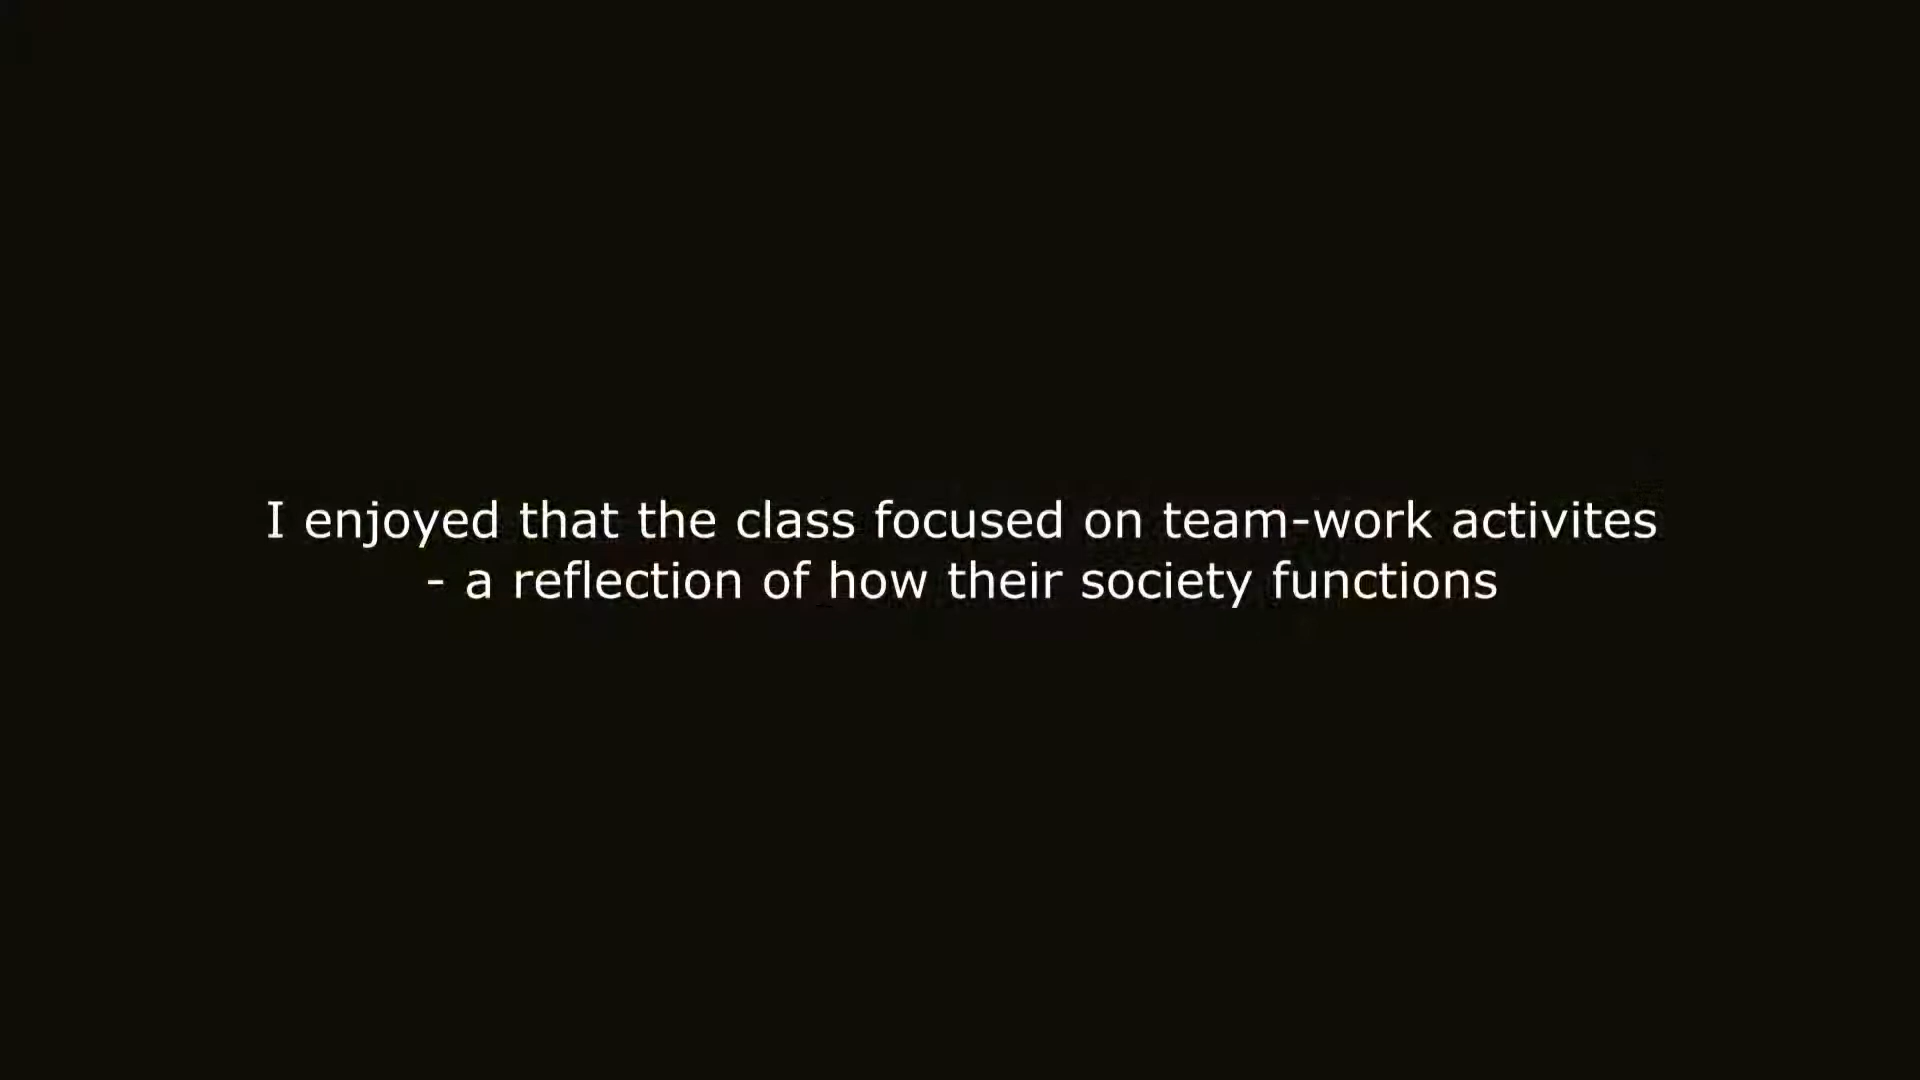 I enjoyed that the class focused on team-work activites
- a reflection of how their society functions